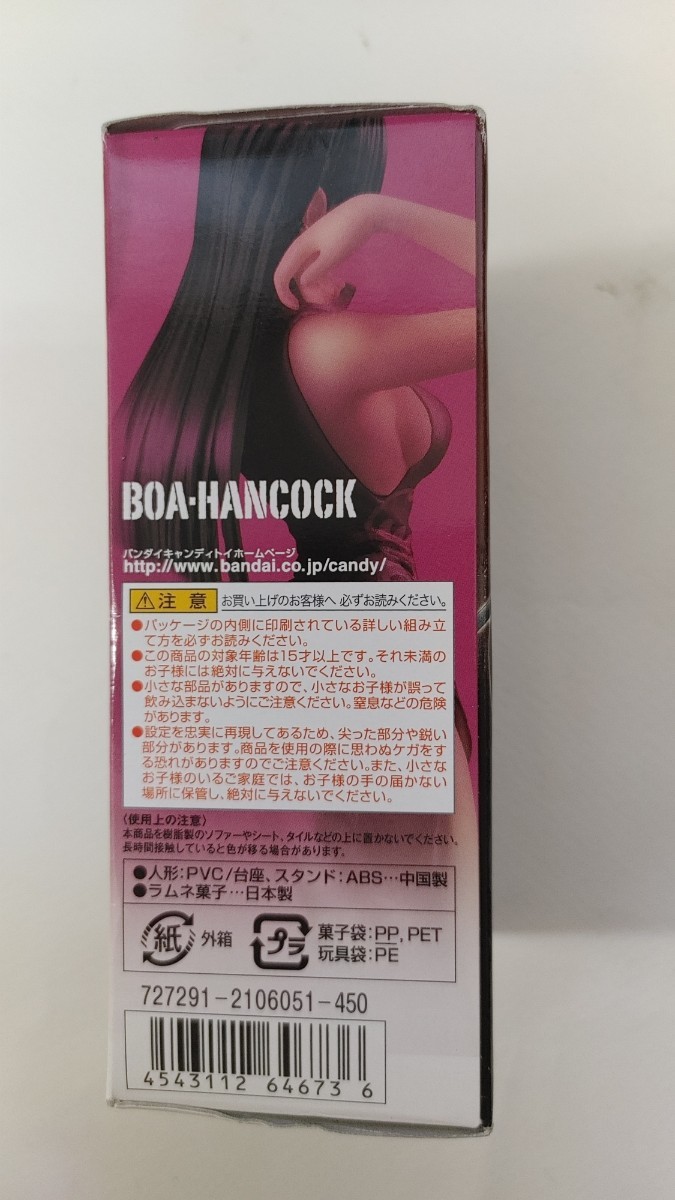 BOA·HANCOCK
バンダイキャンディトイホームページ
http://www.bandai.co.jp/candy/
注意 お買い上げのお客様へ 必ずお読みください。
●パッケージの内側に印刷されている詳しい組み立
て方を必ずお読みください。
●この商品の対象年齢は15才以上です。それ未満の
お子様には絶対に与えないでください。
●小さな部品がありますので、小さなお子様が誤って
飲み込まないようにご注意ください。窒息などの危険
があります。
●設定を忠実に再現してあるため、尖った部分や鋭い
部分があります。商品を使用の際に思わぬケガをす
る恐れがありますのでご注意ください。また、小さな
お子様のいるご家庭では、お子様の手の届かない
場所に保管し、絶対に与えないでください。
〈使用上の注意〉
本商品を樹脂製のソファーやシート、タイルなどの上に置かないでください。
長時間接触していると色が移る場合があります。
●人形:PVC/台座、スタンド:ABS…中国製
●ラムネ菓子…日本製
紙 外箱 プラ 菓子袋:PP, PET
玩具袋:PE
727291-2106051-450
4543112 64673 6